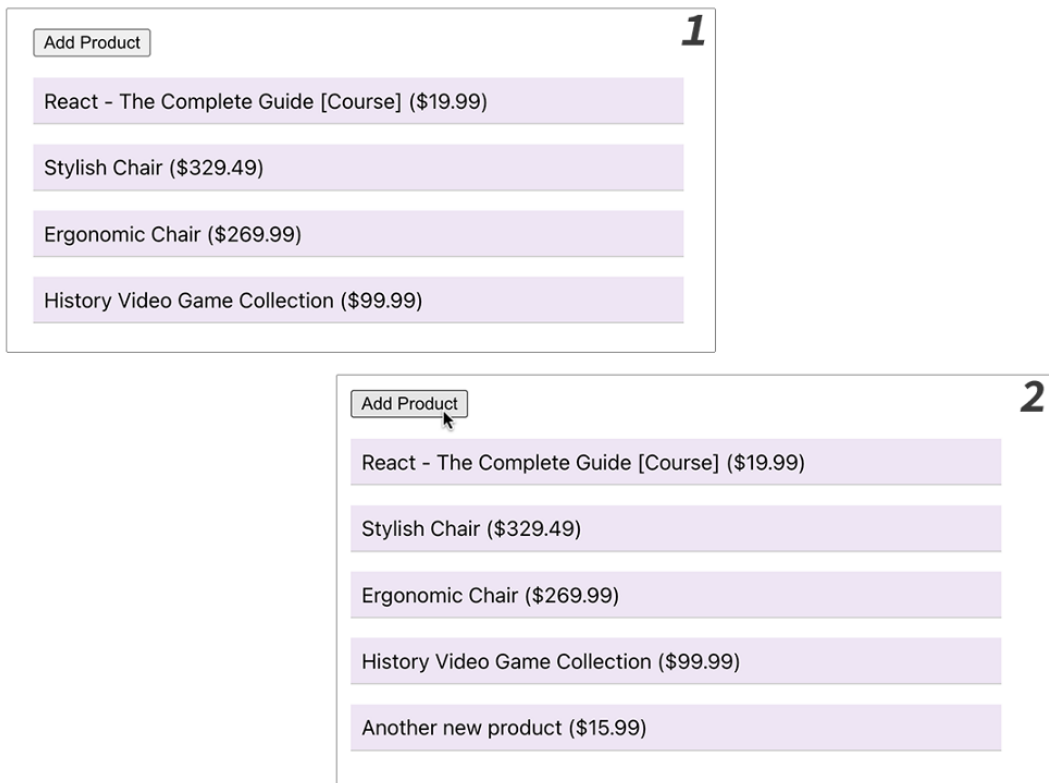 1
Add Product
React - The Complete Guide [Course] ($19.99)
Stylish Chair ($329.49)
Ergonomic Chair ($269.99)
History Video Game Collection ($99.99)
2
Add Product
React - The Complete Guide [Course] ($19.99)
Stylish Chair ($329.49)
Ergonomic Chair ($269.99)
History Video Game Collection ($99.99)
Another new product ($15.99)